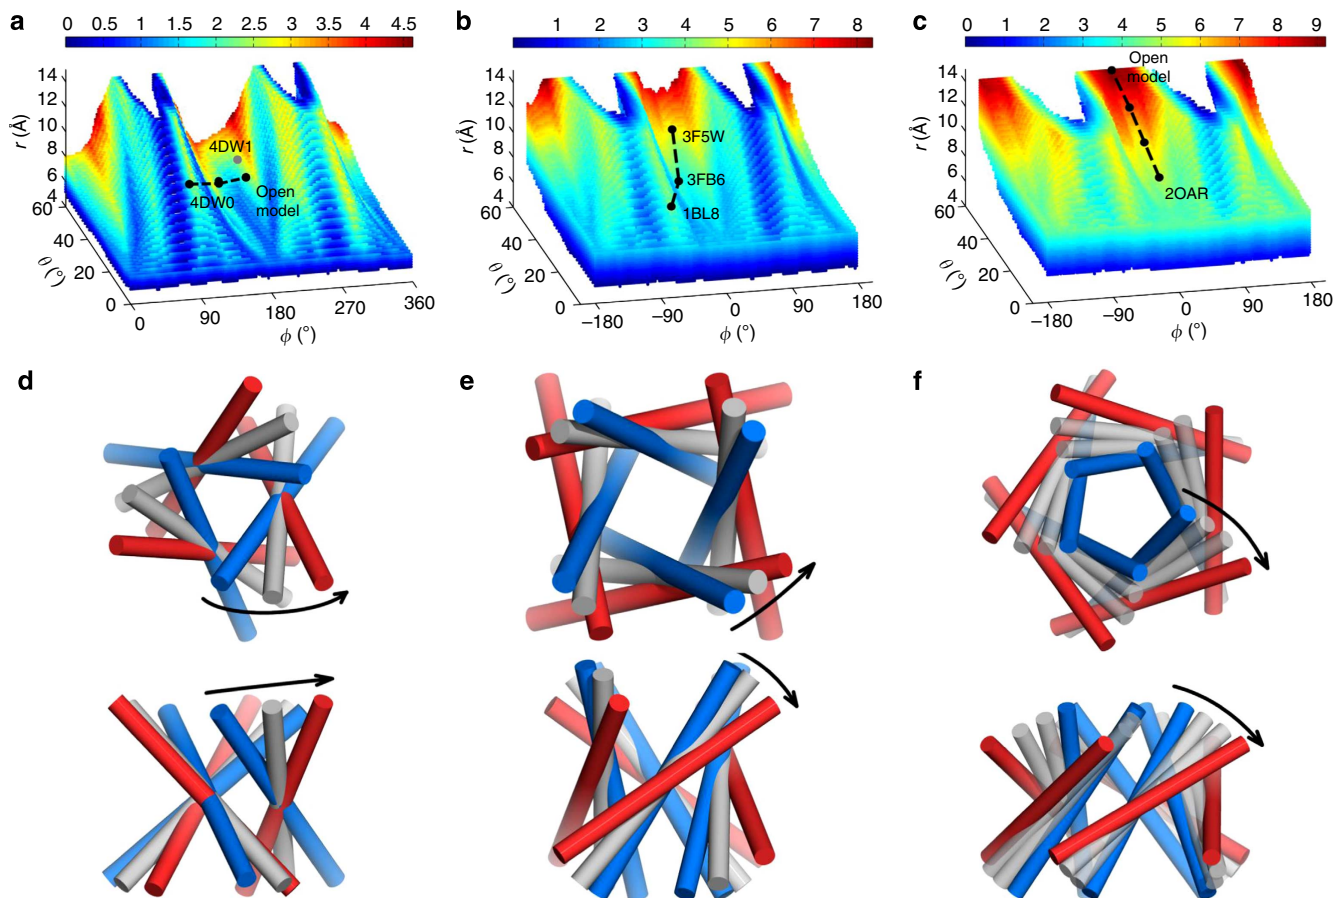 a
0 0.5 1 1.5 2 2.5 3 3.5 4 4.5
14
12
10
8
6
4
r (Å)
60
40
20
0
θ (°)
0 90 180 270 360
ϕ (°)
4DW1
4DW0
Open
model
b
1 2 3 4 5 6 7 8
14
12
10
8
6
4
r (Å)
60
40
20
0
θ (°)
−180 −90 0 90 180
ϕ (°)
3F5W
3FB6
1BL8
c
0 1 2 3 4 5 6 7 8 9
14
12
10
8
6
4
r (Å)
60
40
20
0
θ (°)
−180 −90 0 90 180
ϕ (°)
Open
model
2OAR
d
e
f